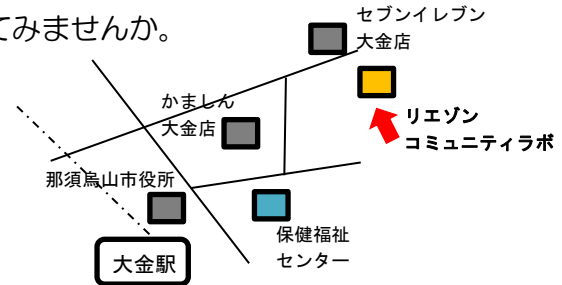 てみませんか。
セブンイレブン
大金店
かましん
大金店
リエゾン
コミュニティラボ
那須烏山市役所
保健福祉
センター
大金駅